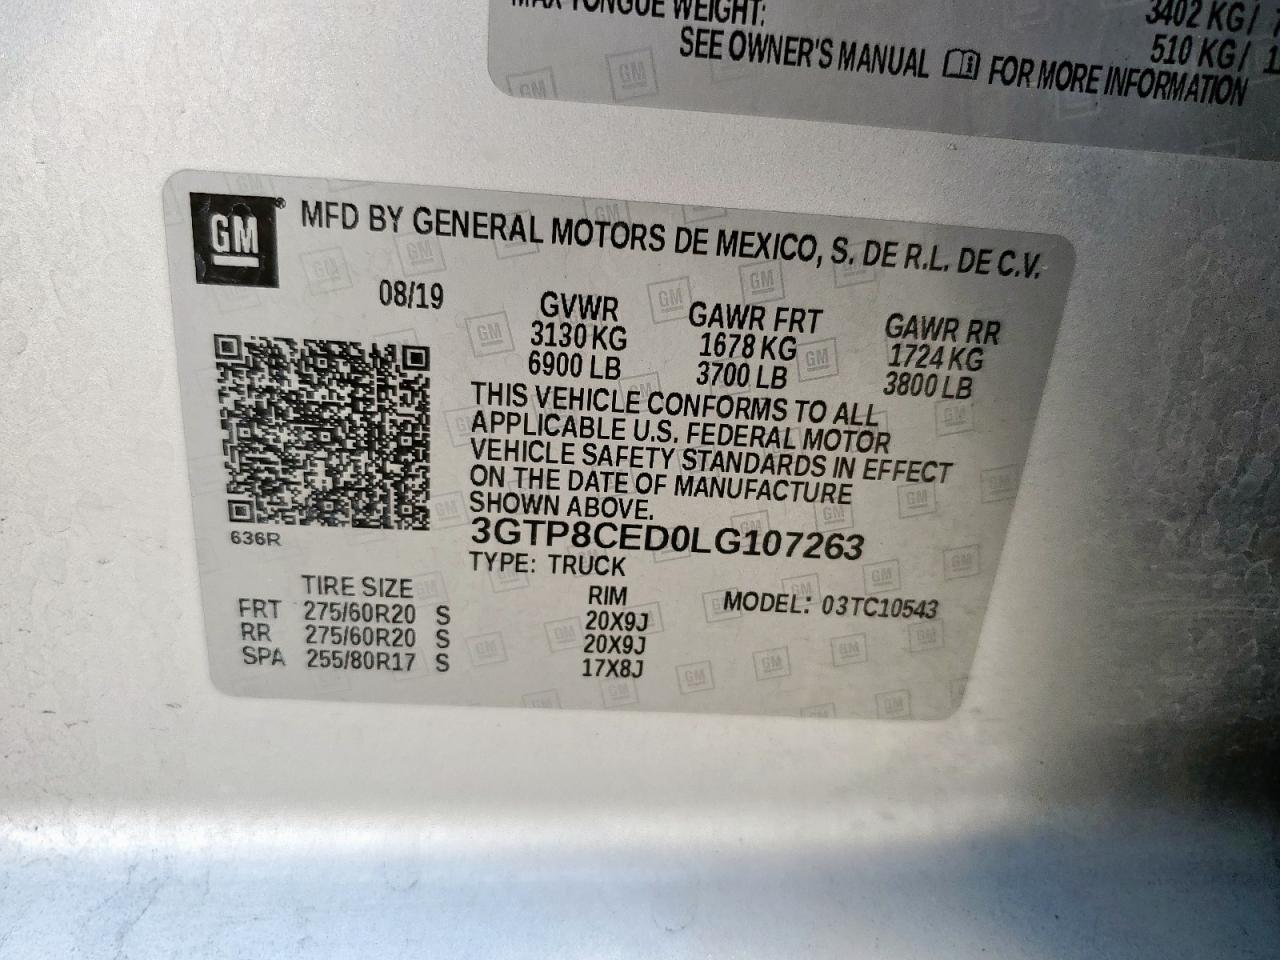 MAX TONGUE WEIGHT:
3402 KG/
510 KG/
SEE OWNER'S MANUAL FOR MORE INFORMATION
GM®
MFD BY GENERAL MOTORS DE MEXICO, S. DE R.L. DE C.V.
08/19
GVWR GAWR FRT GAWR RR
3130 KG 1678 KG 1724 KG
6900 LB 3700 LB 3800 LB
THIS VEHICLE CONFORMS TO ALL
APPLICABLE U.S. FEDERAL MOTOR
VEHICLE SAFETY STANDARDS IN EFFECT
ON THE DATE OF MANUFACTURE
SHOWN ABOVE.
3GTP8CED0LG107263
636R
TYPE: TRUCK
TIRE SIZE RIM MODEL: 03TC10543
FRT 275/60R20 S 20X9J
RR 275/60R20 S 20X9J
SPA 255/80R17 S 17X8J